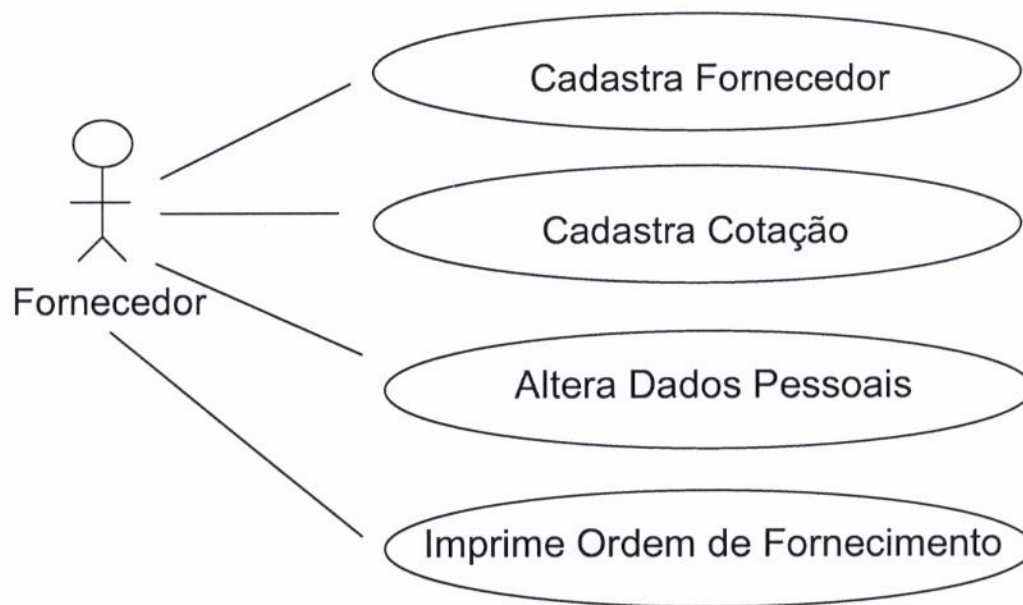 Cadastra Fornecedor
Cadastra Cotação
Fornecedor
Altera Dados Pessoais
Imprime Ordem de Fornecimento